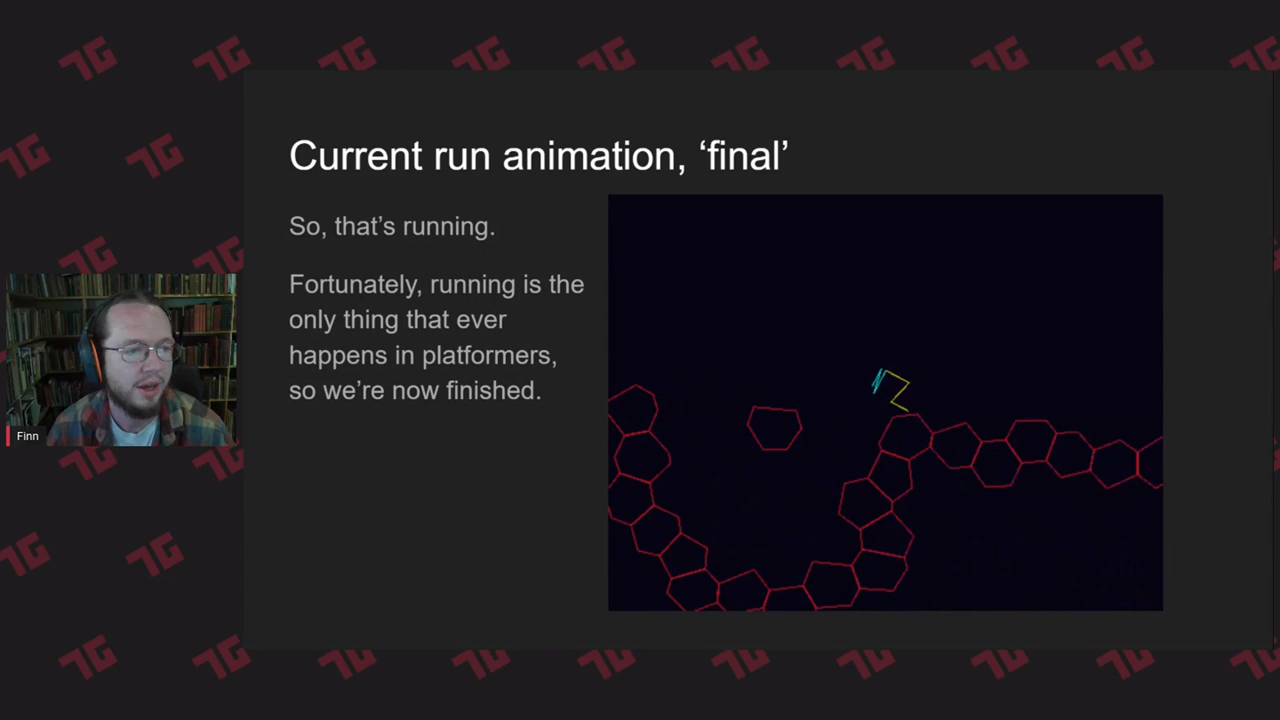 Current run animation, ‘final’
So, that’s running.
Fortunately, running is the
only thing that ever
happens in platformers,
so we’re now finished.
Finn